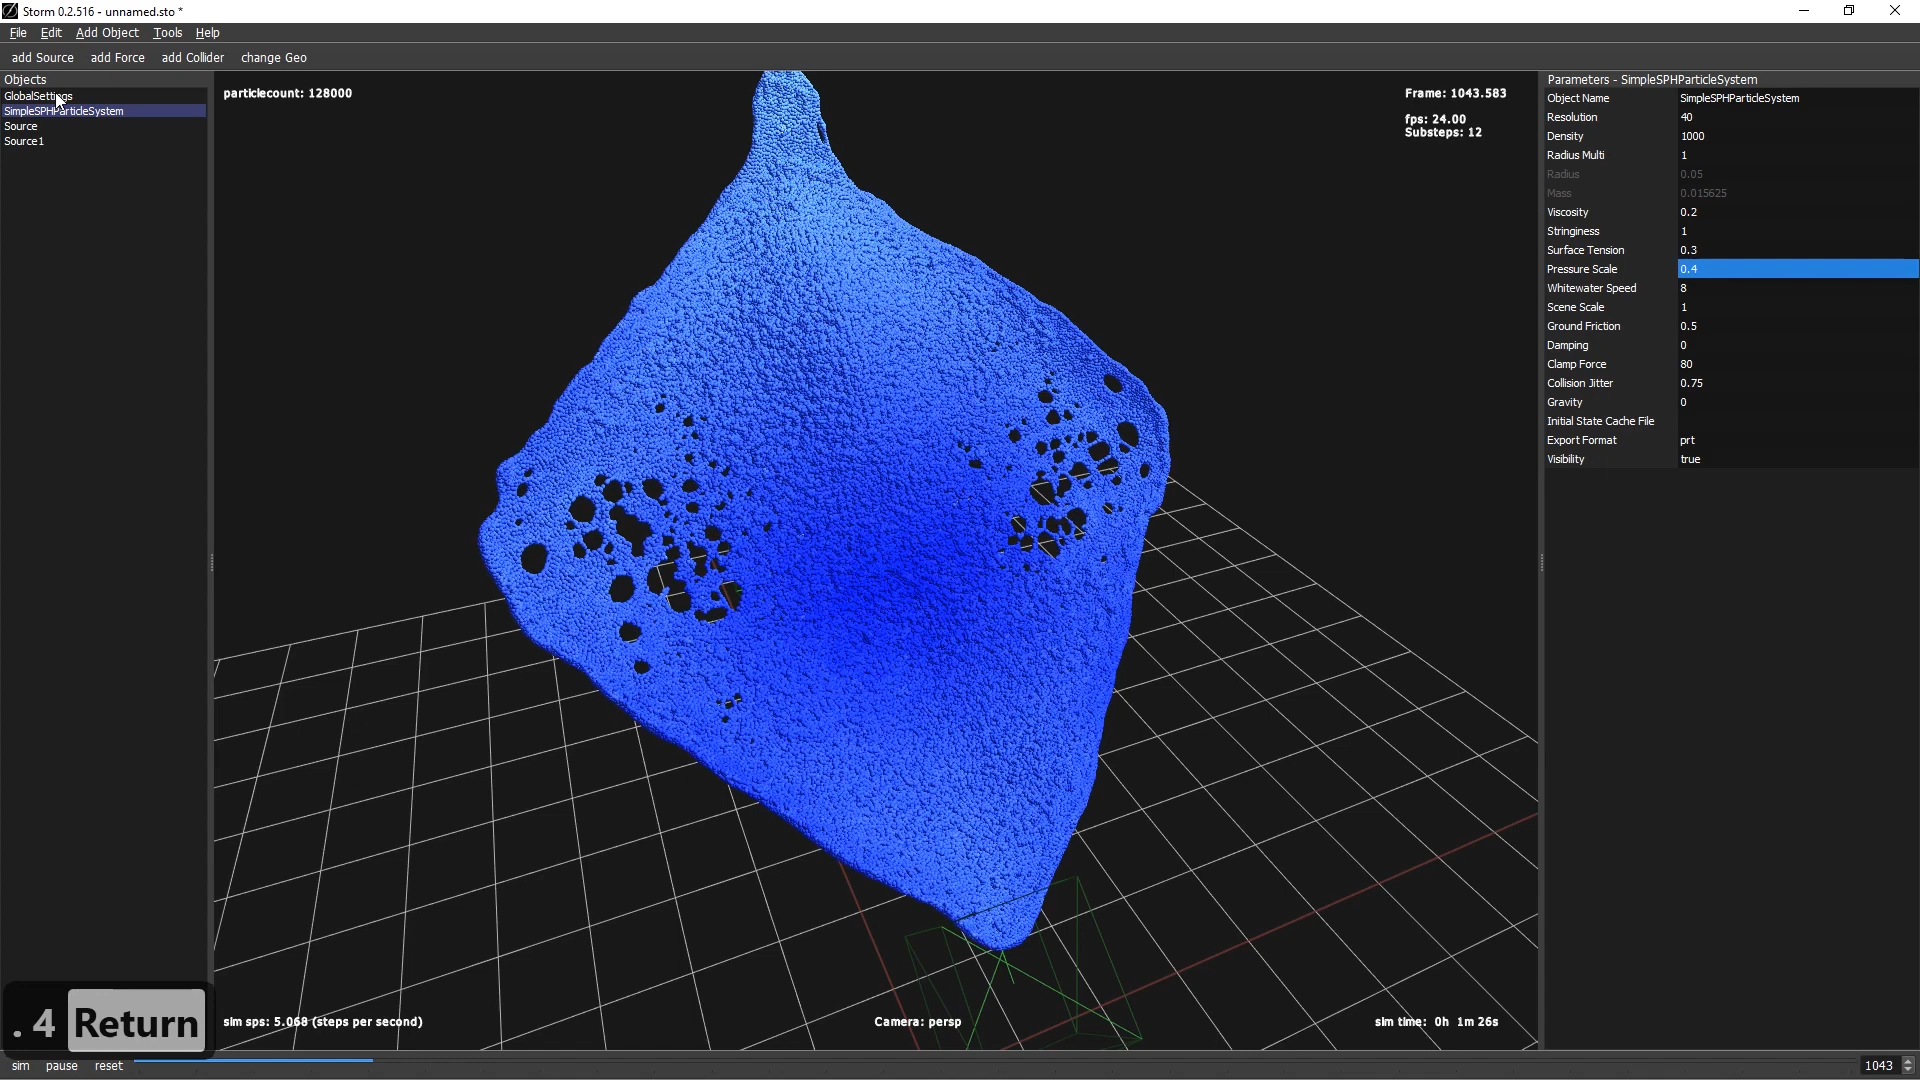 Storm 0.2.516 - unnamed.sto *
File Edit Add Object Tools Help
add Source add Force add Collider change Geo
Objects
GlobalSettings
SimpleSPHParticleSystem
Source
Source1
particlecount: 128000
Frame: 1043.583
fps: 24.00
Substeps: 12
Parameters - SimpleSPHParticleSystem
Object Name SimpleSPHParticleSystem
Resolution 40
Density 1000
Radius Multi 1
Radius 0.05
Mass 0.015625
Viscosity 0.2
Stringiness 1
Surface Tension 0.3
Pressure Scale 0.4
Whitewater Speed 8
Scene Scale 1
Ground Friction 0.5
Damping 0
Clamp Force 80
Collision Jitter 0.75
Gravity 0
Initial State Cache File
Export Format prt
Visibility true
. 4 Return
sim sps: 5.068 (steps per second)
Camera: persp
sim time: 0h 1m 26s
sim pause reset
1043